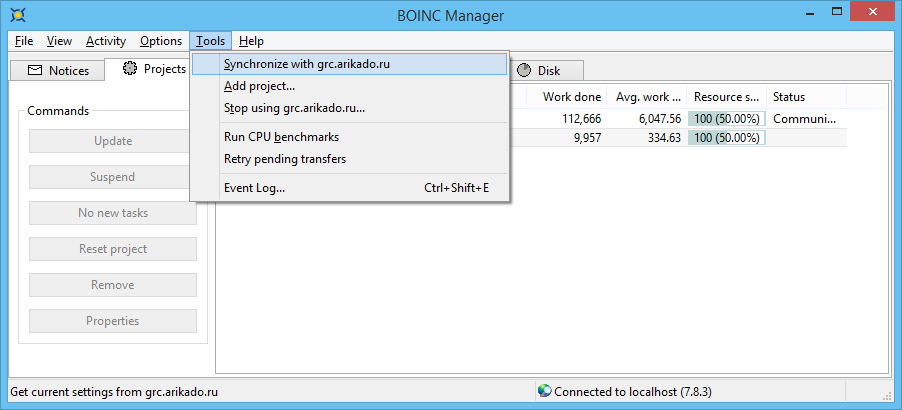 BOINC Manager
File View Activity Options Tools Help
Notices Projects Disk
Synchronize with grc.arikado.ru
Add project...
Stop using grc.arikado.ru...
Run CPU benchmarks
Retry pending transfers
Event Log... Ctrl+Shift+E
Commands
Update
Suspend
No new tasks
Reset project
Remove
Properties
Work done Avg. work ... Resource s... Status
112,666 6,047.56 100 (50.00%) Communi...
9,957 334.63 100 (50.00%)
Get current settings from grc.arikado.ru Connected to localhost (7.8.3)